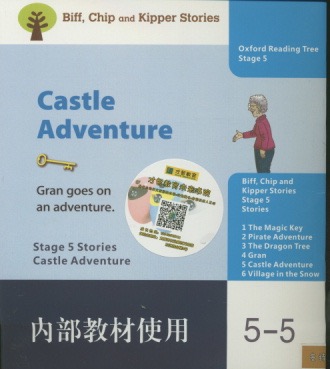 Biff, Chip and Kipper Stories
Oxford Reading Tree
Stage 5
Castle
Adventure
Gran goes on
an adventure.
Stage 5 Stories
Castle Adventure
Biff, Chip and
Kipper Stories
Stage 5
Stories
1 The Magic Key
2 Pirate Adventure
3 The Dragon Tree
4 Gran
5 Castle Adventure
6 Village in the Snow
内部教材使用
5-5